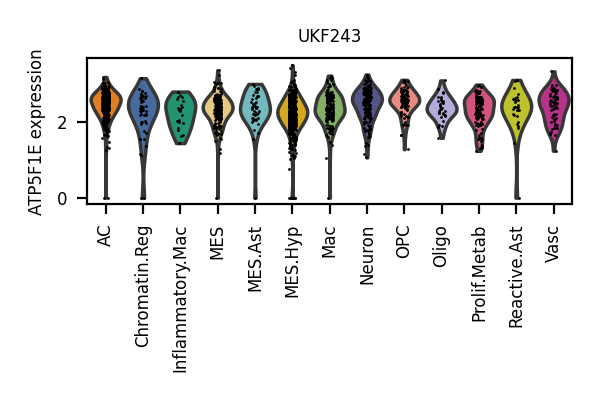 UKF243
ATP5F1E expression
2
0
AC
Chromatin.Reg
Inflammatory.Mac
MES
MES.Ast
MES.Hyp
Mac
Neuron
OPC
Oligo
Prolif.Metab
Reactive.Ast
Vasc